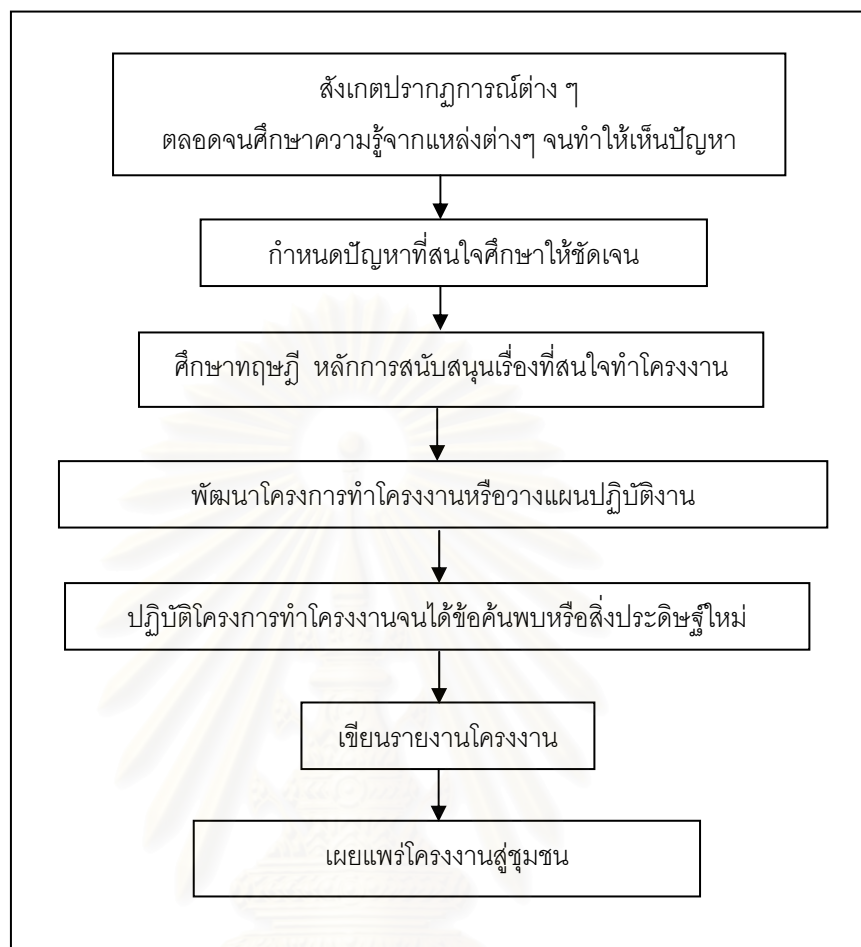 สังเกตปรากฏการณ์ต่าง ๆ
ตลอดจนศึกษาความรู้จากแหล่งต่างๆ จนทำให้เห็นปัญหา
กำหนดปัญหาที่สนใจศึกษาให้ชัดเจน
ศึกษาทฤษฎี หลักการสนับสนุนเรื่องที่สนใจทำโครงงาน
พัฒนาโครงการทำโครงงานหรือวางแผนปฏิบัติงาน
ปฏิบัติโครงการทำโครงงานจนได้ข้อค้นพบหรือสิ่งประดิษฐ์ใหม่
เขียนรายงานโครงงาน
เผยแพร่โครงงานสู่ชุมชน